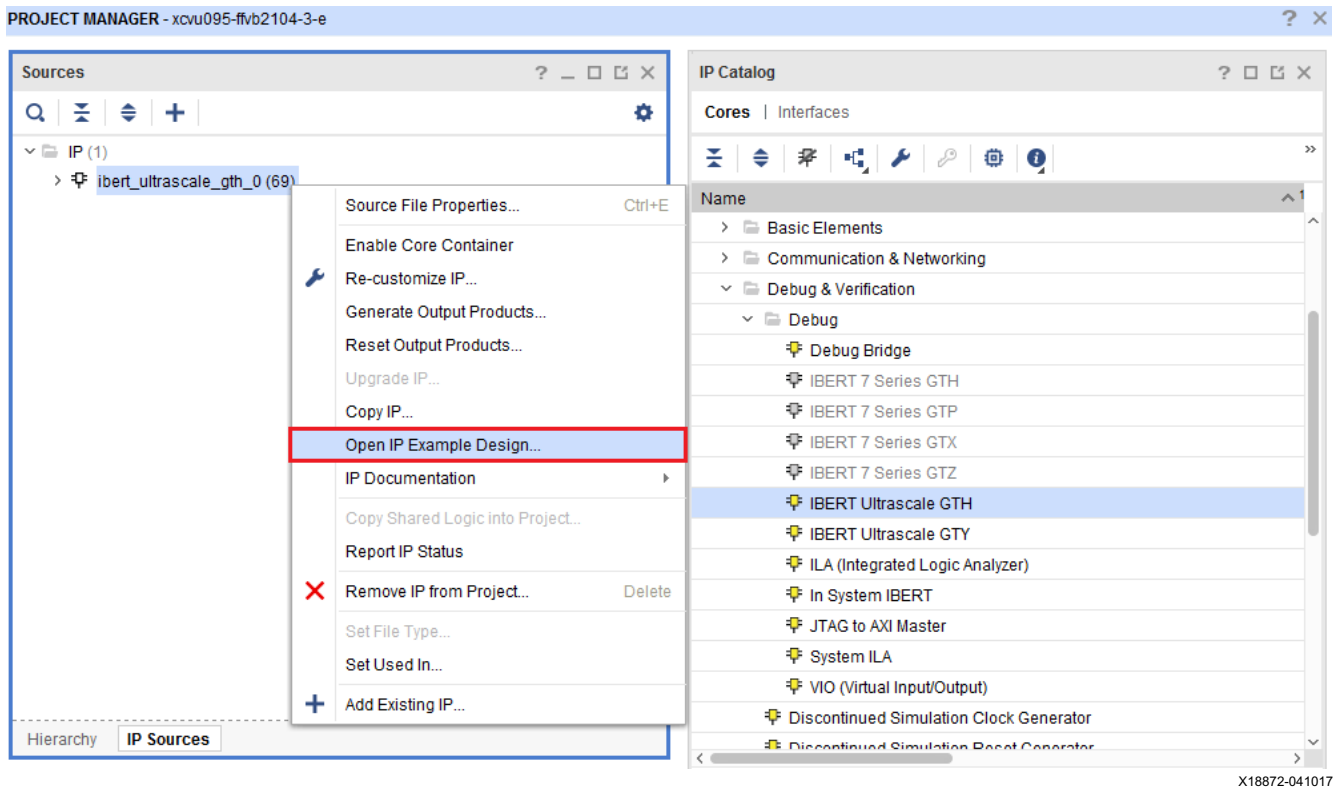 PROJECT MANAGER - xcvu095-ffvb2104-3-e
Sources
IP (1)
ibert_ultrascale_gth_0 (69)
Source File Properties... Ctrl+E
Enable Core Container
Re-customize IP...
Generate Output Products...
Reset Output Products...
Upgrade IP...
Copy IP...
Open IP Example Design...
IP Documentation
Copy Shared Logic into Project...
Report IP Status
Remove IP from Project... Delete
Set File Type...
Set Used In...
Add Existing IP...
Hierarchy IP Sources
IP Catalog
Cores | Interfaces
Name 1
Basic Elements
Communication & Networking
Debug & Verification
Debug
Debug Bridge
IBERT 7 Series GTH
IBERT 7 Series GTP
IBERT 7 Series GTX
IBERT 7 Series GTZ
IBERT Ultrascale GTH
IBERT Ultrascale GTY
ILA (Integrated Logic Analyzer)
In System IBERT
JTAG to AXI Master
System ILA
VIO (Virtual Input/Output)
Discontinued Simulation Clock Generator
Discontinued Simulation Reset Generator
X18872-041017